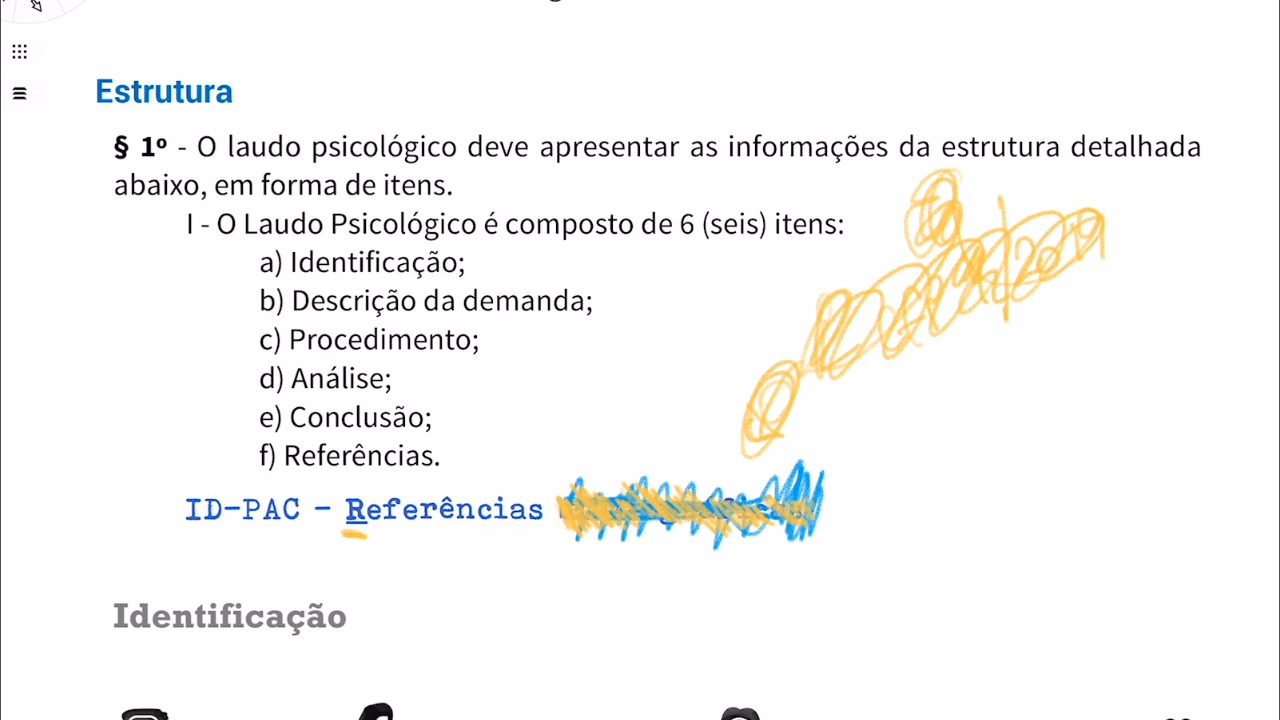 Estrutura
§ 1º - O laudo psicológico deve apresentar as informações da estrutura detalhada
abaixo, em forma de itens.
I - O Laudo Psicológico é composto de 6 (seis) itens:
a) Identificação;
b) Descrição da demanda;
c) Procedimento;
d) Análise;
e) Conclusão;
f) Referências.
ID-PAC - Referências
Identificação